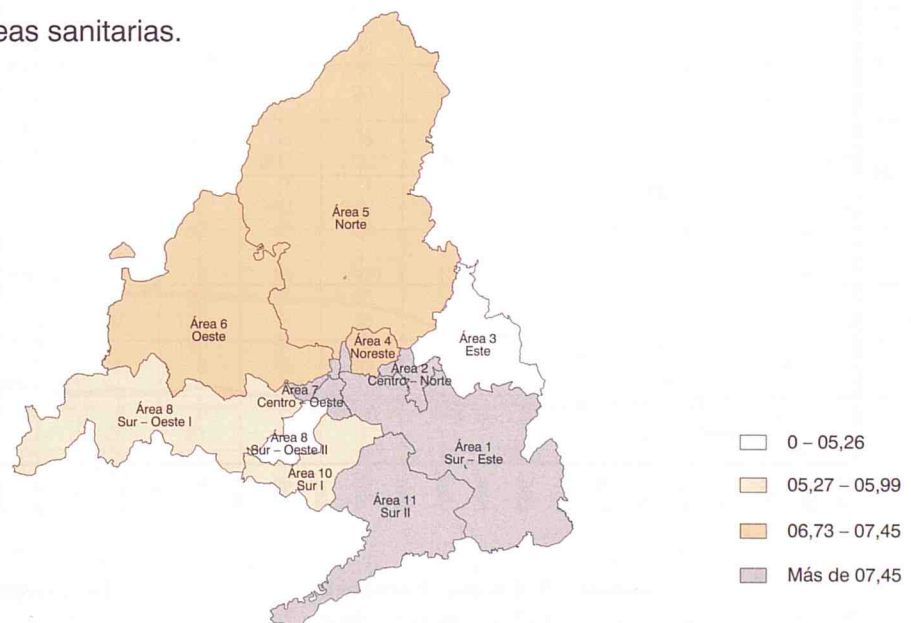 eas sanitarias.
Área 5
Norte
Área 6
Oeste
Área 4
Noreste
Área 3
Este
Área 2
Centro – Norte
Área 7
Centro – Oeste
Área 8
Sur – Oeste I
Área 8
Sur – Oeste II
Área 1
Sur – Este
Área 10
Sur I
Área 11
Sur II
0 – 05,26
05,27 – 05,99
06,73 – 07,45
Más de 07,45